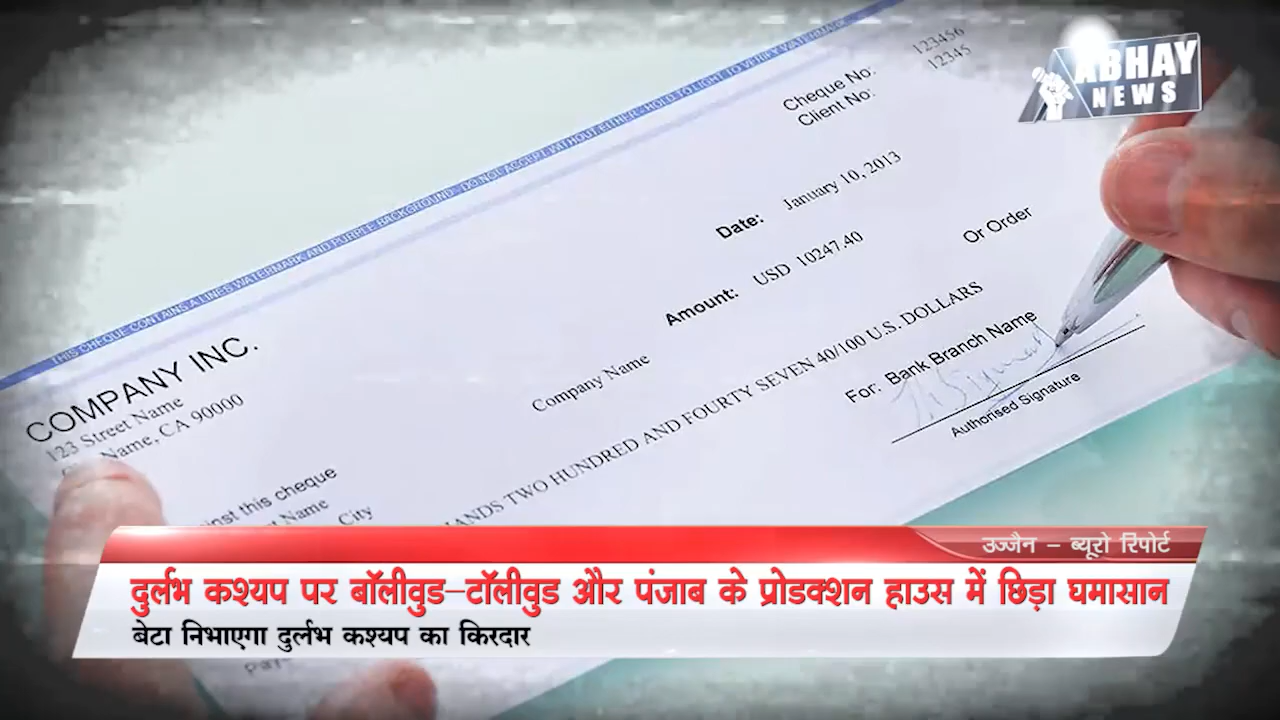 ABHAY
NEWS
123456
12345
Cheque No:
Client No:
THIS CHEQUE CONTAINS A LINES WATERMARK AND PURPLE BACKGROUND - DO NOT ACCEPT WITHOUT EITHER - HOLD TO LIGHT TO VERIFY WATERMARK
Date: January 10, 2013
Amount: USD 10247.40
Or Order
COMPANY INC.
123 Street Name
Name, CA 90000
Company Name
TWO HUNDRED AND FOURTY SEVEN 40/100 U.S. DOLLARS
For: Bank Branch Name
Authorised Signature
this cheque
Name
City
उज्जैन – ब्यूरो रिपोर्ट
दुर्लभ कश्यप पर बॉलीवुड–टॉलीवुड और पंजाब के प्रोडक्शन हाउस में छिड़ा घमासान
बेटा निभाएगा दुर्लभ कश्यप का किरदार